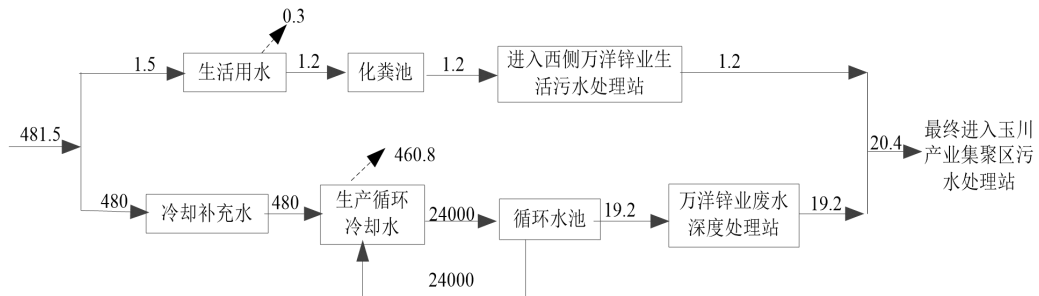 0.3
1.5
生活用水
1.2
化粪池
1.2
进入西侧万洋锌业生
活污水处理站
1.2
481.5
460.8
20.4
最终进入玉川
产业集聚区污
水处理站
480
冷却补充水
480
生产循环
冷却水
24000
循环水池
19.2
万洋锌业废水
深度处理站
19.2
24000